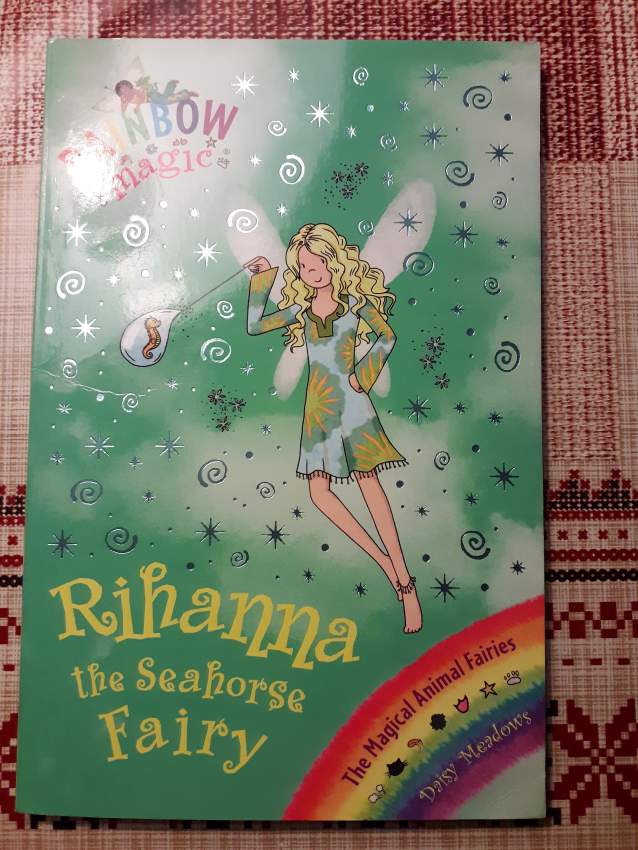 RAINBOW
magic®
Rihanna
the Seahorse
Fairy
The Magical Animal Fairies
Daisy Meadows